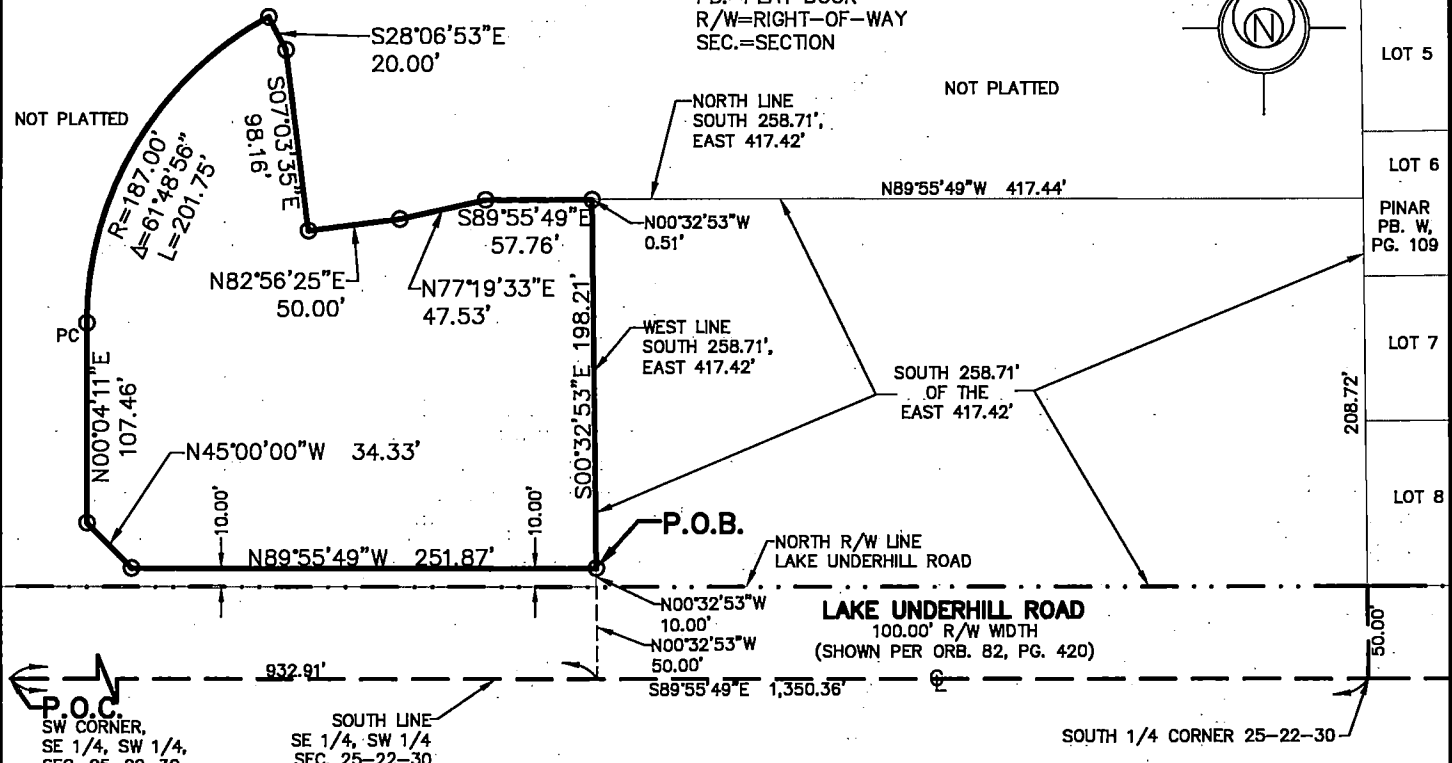 PB.=PLAT BOOK
R/W=RIGHT-OF-WAY
SEC.=SECTION
N
LOT 5
S28°06'53"E
20.00'
NOT PLATTED
NOT PLATTED
NORTH LINE
SOUTH 258.71',
EAST 417.42'
S07°03'35"E
98.16'
R=187.00'
Δ=61°48'56"
L=201.75'
LOT 6
N89°55'49"W 417.44'
PINAR
PB. W,
PG. 109
S89°55'49"E
57.76'
N00°32'53"W
0.51'
N82°56'25"E
50.00'
N77°19'33"E
47.53'
PC
WEST LINE
SOUTH 258.71',
EAST 417.42'
LOT 7
S00°32'53"E 198.21'
SOUTH 258.71'
OF THE
EAST 417.42'
208.72'
N00°04'11"E
107.46'
N45°00'00"W 34.33'
10.00'
10.00'
LOT 8
P.O.B.
N89°55'49"W 251.87'
NORTH R/W LINE
LAKE UNDERHILL ROAD
N00°32'53"W
10.00'
N00°32'53"W
50.00'
LAKE UNDERHILL ROAD
100.00' R/W WIDTH
(SHOWN PER ORB. 82, PG. 420)
50.00'
932.91'
S89°55'49"E 1,350.36'
P.O.C.
SW CORNER,
SE 1/4, SW 1/4,
SEC. 25-22-30
SOUTH LINE
SE 1/4, SW 1/4
SEC. 25-22-30
SOUTH 1/4 CORNER 25-22-30